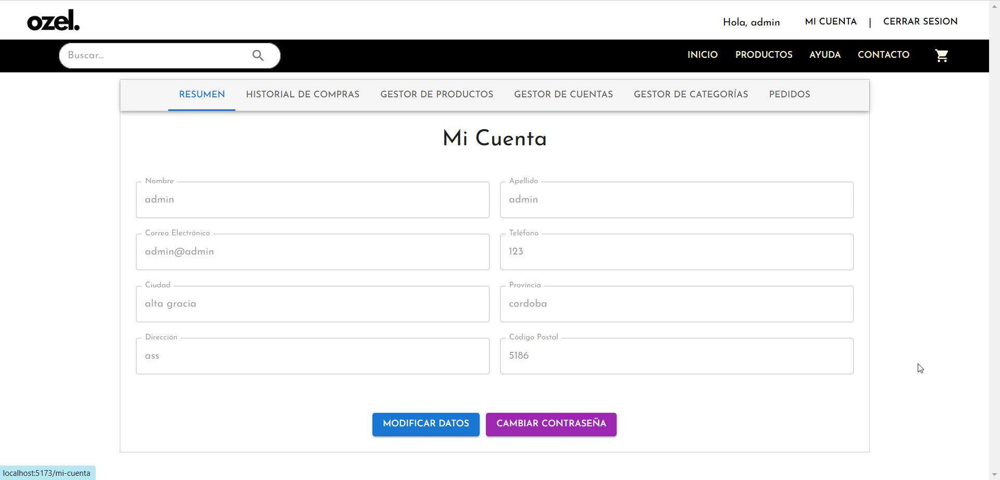 ozel.
Hola, admin MI CUENTA | CERRAR SESION
Buscar... INICIO PRODUCTOS AYUDA CONTACTO
RESUMEN HISTORIAL DE COMPRAS GESTOR DE PRODUCTOS GESTOR DE CUENTAS GESTOR DE CATEGORÍAS PEDIDOS
Mi Cuenta
Nombre Apellido
admin admin
Correo Electrónico Teléfono
admin@admin 123
Ciudad Provincia
alta gracia cordoba
Dirección Código Postal
ass 5186
MODIFICAR DATOS CAMBIAR CONTRASEÑA
localhost:5173/mi-cuenta